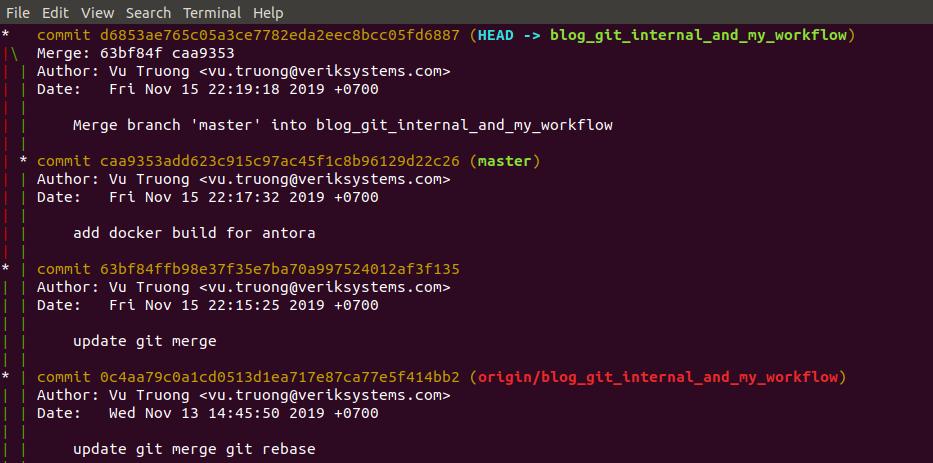 File Edit View Search Terminal Help
*   commit d6853ae765c05a3ce7782eda2eec8bcc05fd6887 (HEAD -> blog_git_internal_and_my_workflow)
|\  Merge: 63bf84f caa9353
| | Author: Vu Truong <vu.truong@veriksystems.com>
| | Date:   Fri Nov 15 22:19:18 2019 +0700
| |
| |     Merge branch 'master' into blog_git_internal_and_my_workflow
| |
| * commit caa9353add623c915c97ac45f1c8b96129d22c26 (master)
| | Author: Vu Truong <vu.truong@veriksystems.com>
| | Date:   Fri Nov 15 22:17:32 2019 +0700
| |
| |     add docker build for antora
| |
* | commit 63bf84ffb98e37f35e7ba70a997524012af3f135
| | Author: Vu Truong <vu.truong@veriksystems.com>
| | Date:   Fri Nov 15 22:15:25 2019 +0700
| |
| |     update git merge
| |
* | commit 0c4aa79c0a1cd0513d1ea717e87ca77e5f414bb2 (origin/blog_git_internal_and_my_workflow)
| | Author: Vu Truong <vu.truong@veriksystems.com>
| | Date:   Wed Nov 13 14:45:50 2019 +0700
| |
| |     update git merge git rebase